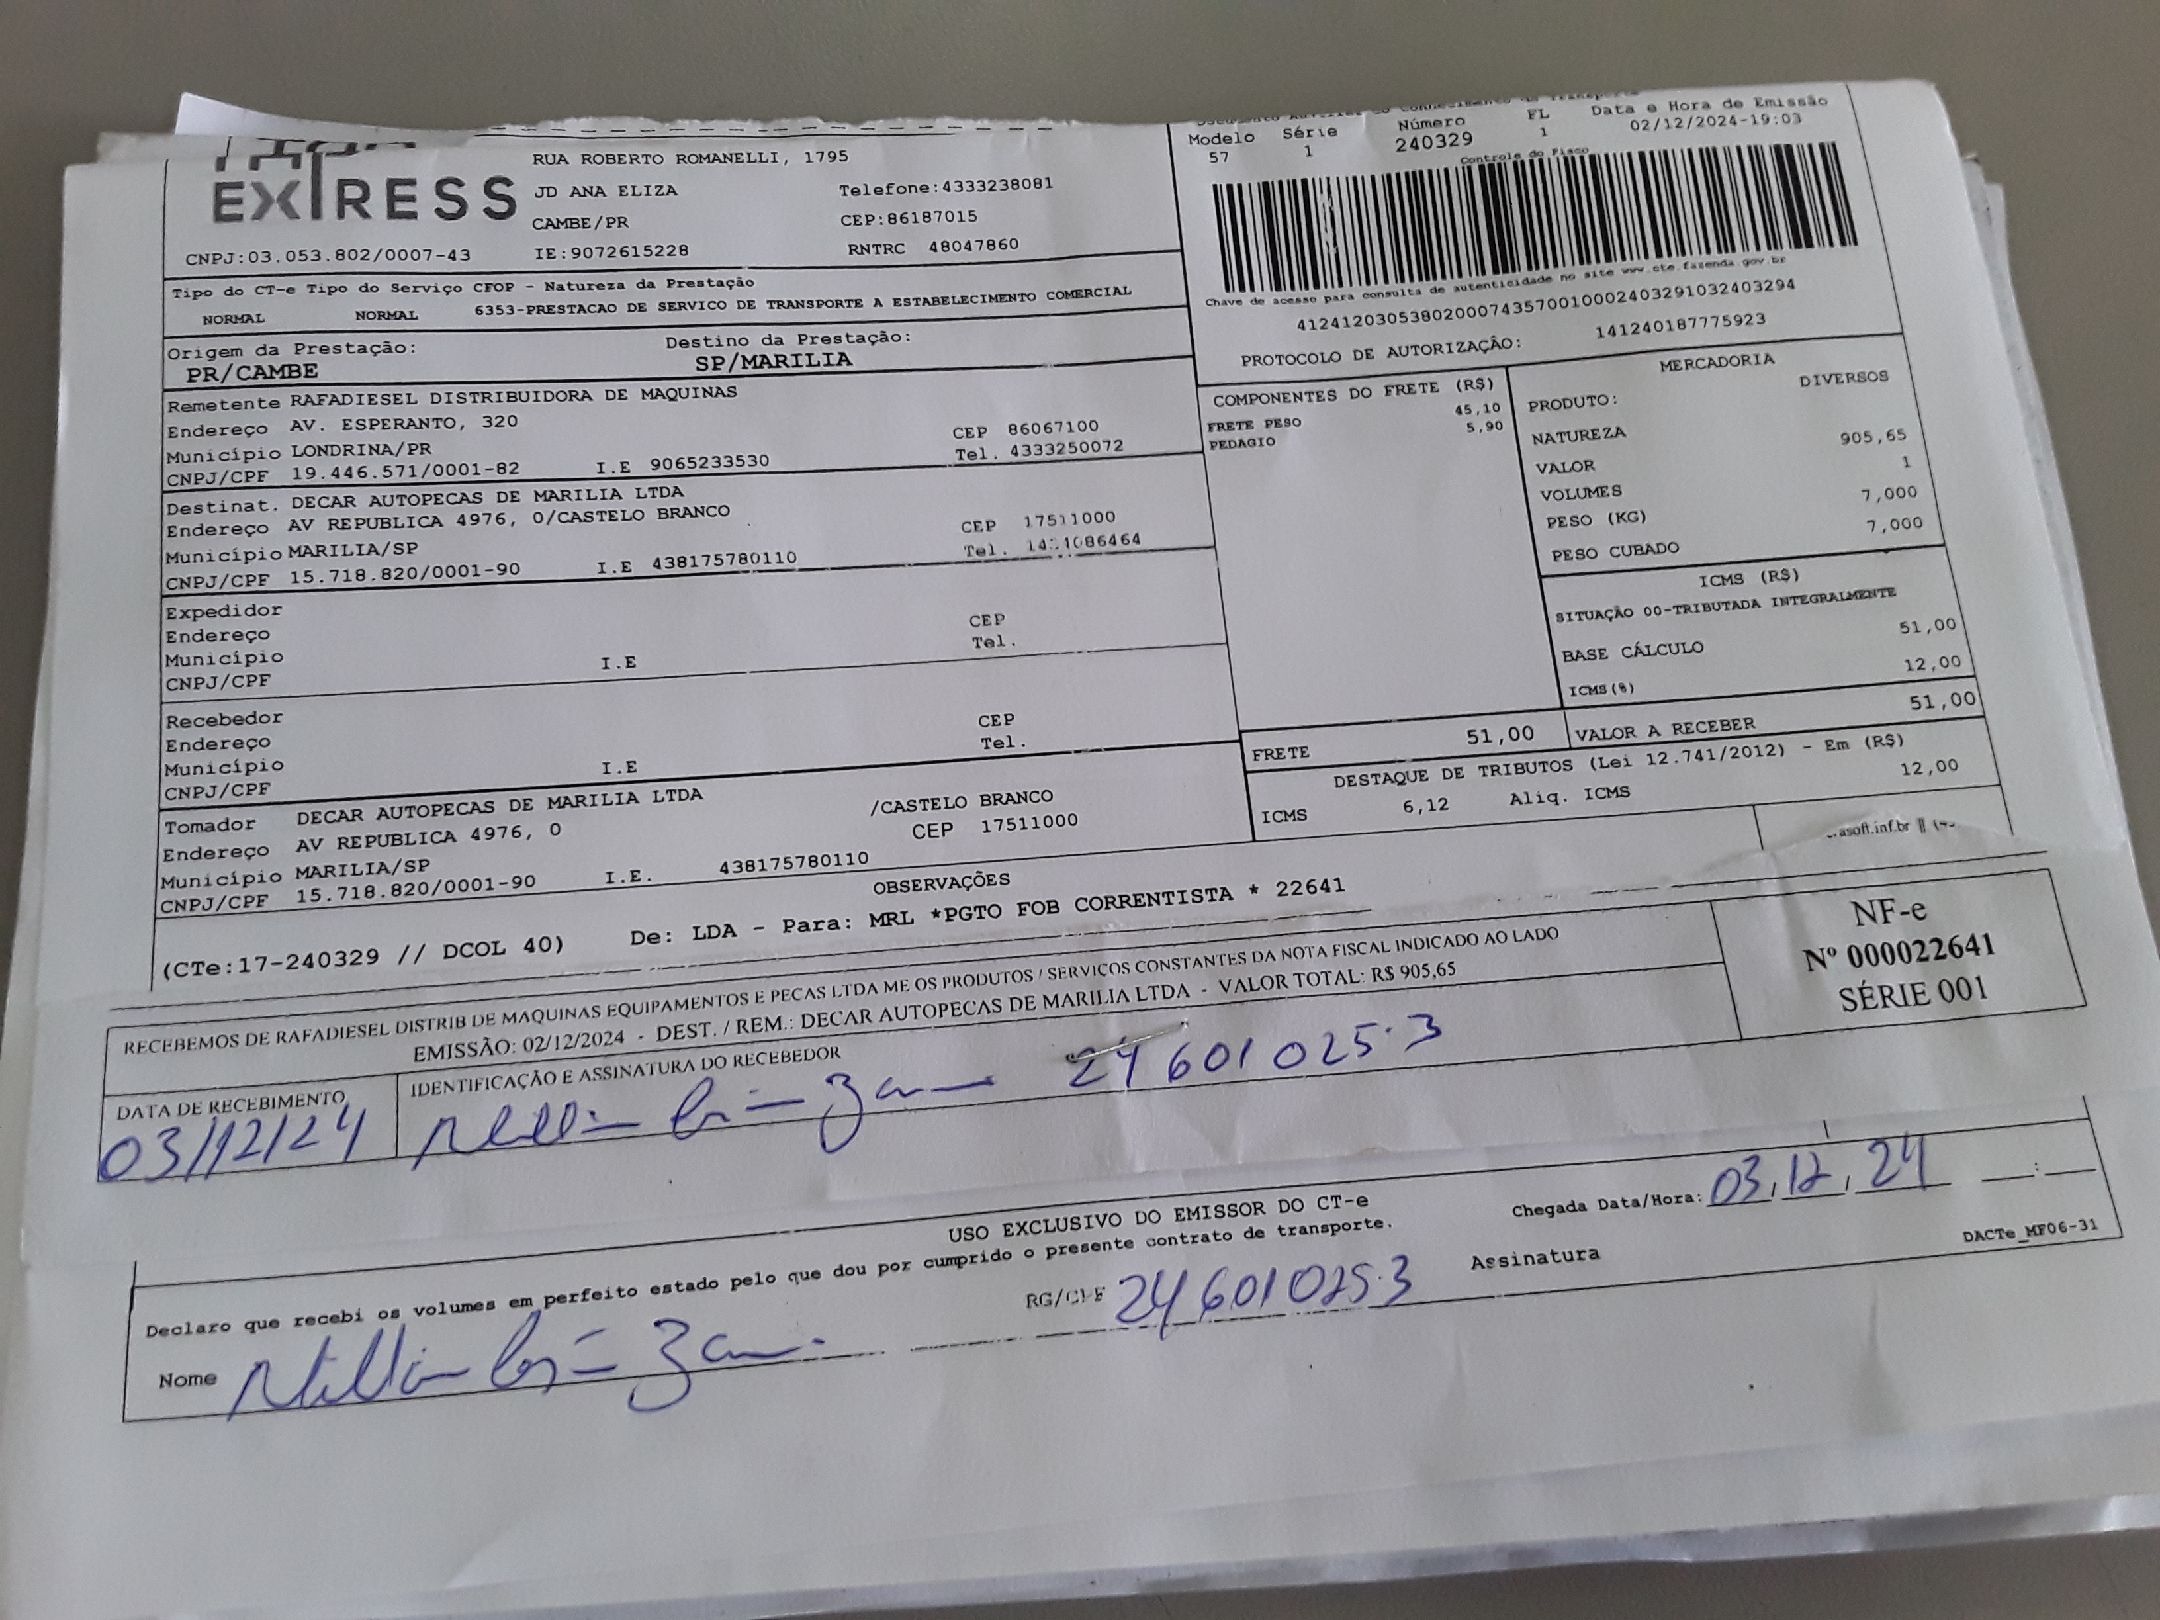 EXPRESS
RUA ROBERTO ROMANELLI, 1795
JD ANA ELIZA Telefone:4333238081
CAMBE/PR CEP:86187015
CNPJ:03.053.802/0007-43 IE:9072615228 RNTRC 48047860
Tipo do CT-e Tipo do Serviço CFOP - Natureza da Prestação
NORMAL NORMAL 6353-PRESTACAO DE SERVICO DE TRANSPORTE A ESTABELECIMENTO COMERCIAL
Origem da Prestação: Destino da Prestação:
PR/CAMBE SP/MARILIA
Remetente RAFADIESEL DISTRIBUIDORA DE MAQUINAS
Endereço AV. ESPERANTO, 320 CEP 86067100
Município LONDRINA/PR Tel. 4333250072
CNPJ/CPF 19.446.571/0001-82 I.E 9065233530
Destinat. DECAR AUTOPECAS DE MARILIA LTDA
Endereço AV REPUBLICA 4976, 0/CASTELO BRANCO CEP 17511000
Município MARILIA/SP Tel.
CNPJ/CPF 15.718.820/0001-90 I.E 438175780110
Expedidor
Endereço CEP
Município Tel.
CNPJ/CPF I.E
Recebedor CEP
Endereço Tel.
Município
CNPJ/CPF I.E
Tomador DECAR AUTOPECAS DE MARILIA LTDA /CASTELO BRANCO
Endereço AV REPUBLICA 4976, 0 CEP 17511000
Município MARILIA/SP
CNPJ/CPF 15.718.820/0001-90 I.E. 438175780110
OBSERVAÇÕES
(CTe:17-240329 // DCOL 40) De: LDA - Para: MRL *PGTO FOB CORRENTISTA * 22641
Modelo Série Número FL Data e Hora de Emissão
57 1 240329 1 02/12/2024-19:03
Controle do Fisco
Chave de acesso para consulta de autenticidade no site www.cte.fazenda.gov.br
41241203053802000743570010002403291032403294
PROTOCOLO DE AUTORIZAÇÃO: 141240187775923
COMPONENTES DO FRETE (R$)
FRETE PESO 45,10
PEDAGIO 5,90
MERCADORIA
PRODUTO: DIVERSOS
NATUREZA
VALOR 905,65
VOLUMES 1
PESO (KG) 7,000
PESO CUBADO 7,000
ICMS (R$)
SITUAÇÃO 00-TRIBUTADA INTEGRALMENTE
BASE CÁLCULO 51,00
ICMS(%) 12,00
FRETE 51,00 VALOR A RECEBER 51,00
DESTAQUE DE TRIBUTOS (Lei 12.741/2012) - Em (R$)
ICMS 6,12 Aliq. ICMS 12,00
RECEBEMOS DE RAFADIESEL DISTRIB DE MAQUINAS EQUIPAMENTOS E PECAS LTDA ME OS PRODUTOS / SERVIÇOS CONSTANTES DA NOTA FISCAL INDICADO AO LADO
EMISSÃO: 02/12/2024 - DEST. / REM.: DECAR AUTOPECAS DE MARILIA LTDA - VALOR TOTAL: R$ 905,65
NF-e
Nº 000022641
SÉRIE 001
DATA DE RECEBIMENTO IDENTIFICAÇÃO E ASSINATURA DO RECEBEDOR
03/12/24 24 601 025.3
USO EXCLUSIVO DO EMISSOR DO CT-e
Declaro que recebi os volumes em perfeito estado pelo que dou por cumprido o presente contrato de transporte.
Chegada Data/Hora: 03,12,24 __:__
Nome RG/CPF 24 601 025.3 Assinatura
DACTe_MF06-31